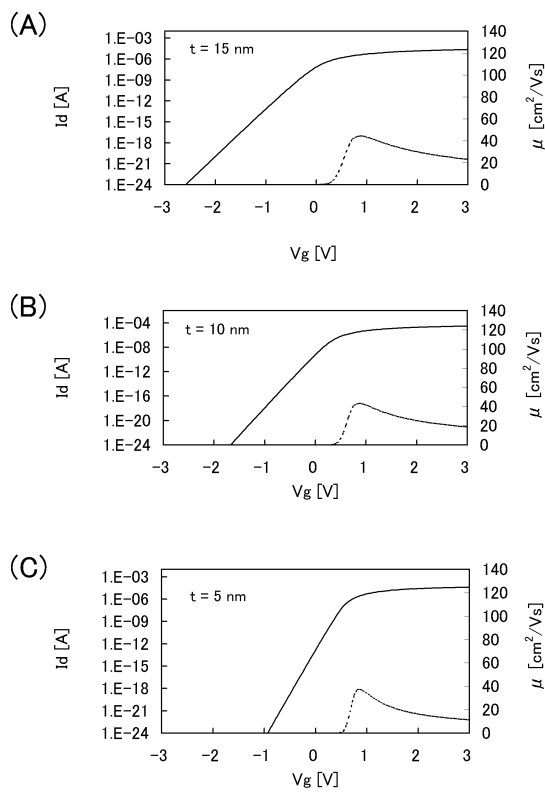 (A)
1.E−03
1.E−06
1.E−09
1.E−12
1.E−15
1.E−18
1.E−21
1.E−24
Id [A]
t = 15 nm
140
120
100
80
60
40
20
0
μ [cm²/Vs]
−3 −2 −1 0 1 2 3
Vg [V]
(B)
1.E−04
1.E−08
1.E−12
1.E−16
1.E−20
1.E−24
Id [A]
t = 10 nm
140
120
100
80
60
40
20
0
μ [cm²/Vs]
−3 −2 −1 0 1 2 3
Vg [V]
(C)
1.E−03
1.E−06
1.E−09
1.E−12
1.E−15
1.E−18
1.E−21
1.E−24
Id [A]
t = 5 nm
140
120
100
80
60
40
20
0
μ [cm²/Vs]
−3 −2 −1 0 1 2 3
Vg [V]